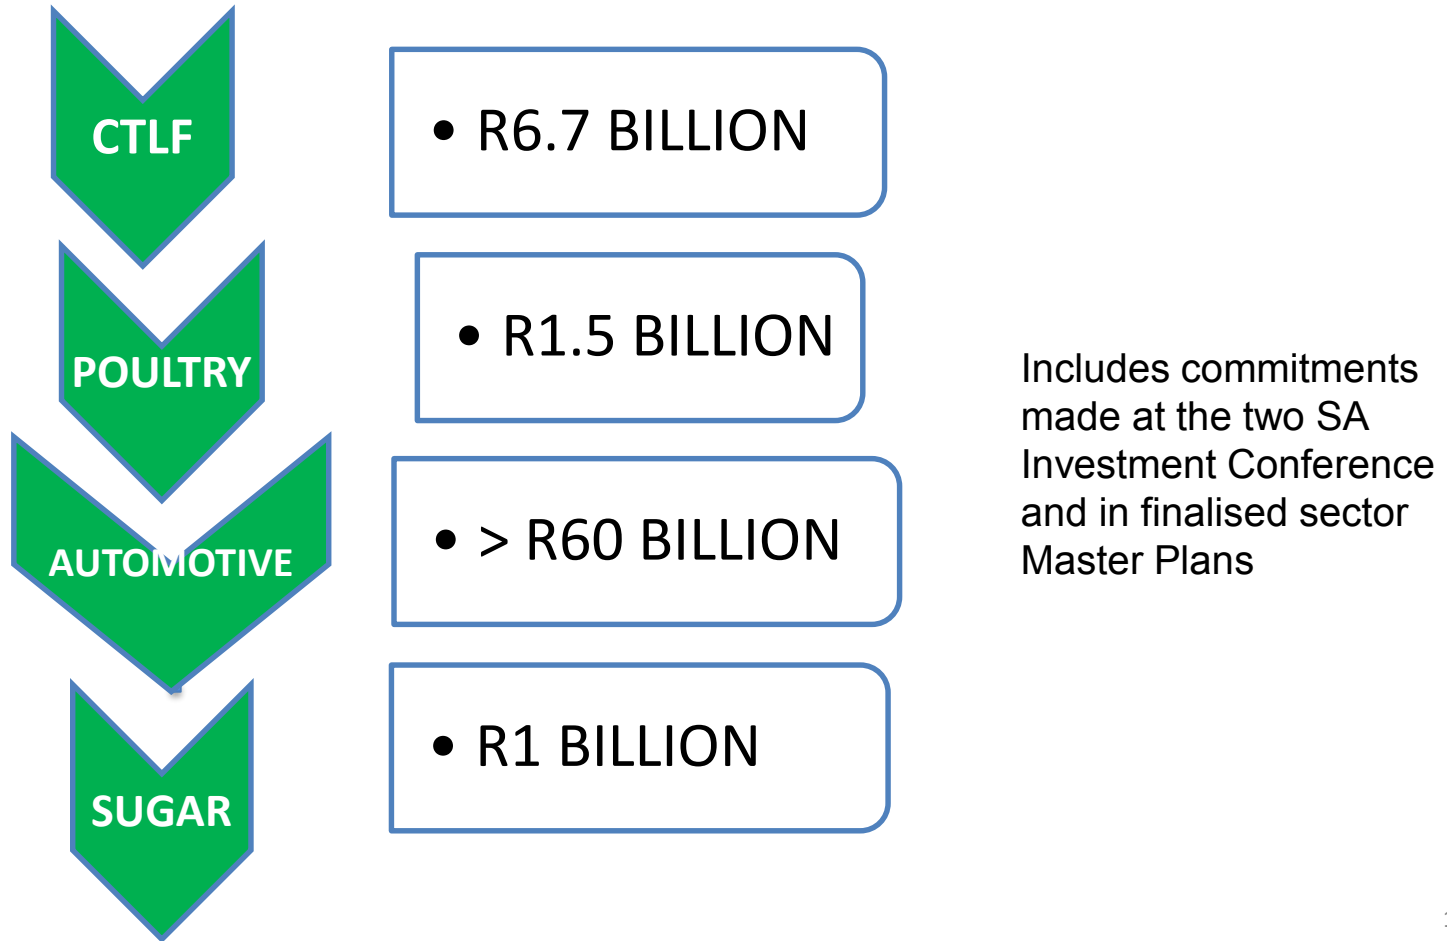 CTLF
• R6.7 BILLION
POULTRY
• R1.5 BILLION
AUTOMOTIVE
• > R60 BILLION
SUGAR
• R1 BILLION
Includes commitments
made at the two SA
Investment Conference
and in finalised sector
Master Plans